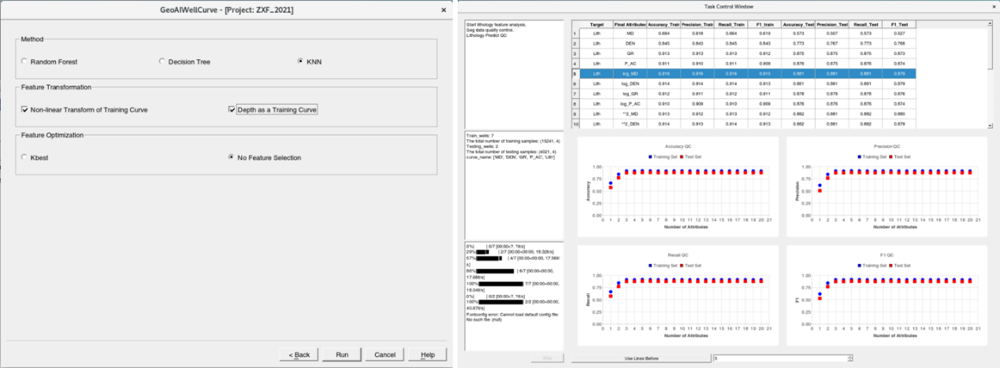 GeoAIWellCurve - [Project: ZXF_2021]
Method
Random Forest
Decision Tree
KNN
Feature Transformation
Non-linear Transform of Training Curve
Depth as a Training Curve
Feature Optimization
Kbest
No Feature Selection
< Back
Run
Cancel
Help
Task Control Window
Start lithology feature analysis.
Seg data quality control.
Lithology Predict QC
Train_wells: 7
The total number of training samples: (15241, 4)
Testing_wells: 2
The total number of testing samples: (4021, 4)
curve_name: ['MD', 'DEN', 'GR', 'P_AC', 'Lith']
0%| | 0/7 [00:00<?, ?it/s]
29% | 2/7 [00:00<00:00, 18.32it/s]
57% | 4/7 [00:00<00:00, 17.56it/
s]
86% | 6/7 [00:00<00:00,
17.68it/s]
100% 7/7 [00:00<00:00,
18.04it/s]
0%| | 0/2 [00:00<?, ?it/s]
100% | 2/2 [00:00<00:00,
40.67it/s]
Fontconfig error: Cannot load default config file:
No such file: (null)
Target Final Attributes Accuracy_Train Precision_Train Recall_Train F1_train Accuracy_Test Precision_Test Recall_Test F1_Test
1 Lith MD 0.664 0.618 0.664 0.619 0.573 0.507 0.573 0.527
2 Lith DEN 0.845 0.843 0.845 0.843 0.773 0.767 0.773 0.768
3 Lith GR 0.913 0.913 0.913 0.912 0.875 0.875 0.875 0.873
4 Lith P_AC 0.911 0.910 0.911 0.909 0.876 0.875 0.876 0.874
5 Lith log_MD 0.916 0.916 0.916 0.915 0.881 0.881 0.881 0.879
6 Lith log_DEN 0.914 0.914 0.914 0.913 0.881 0.881 0.881 0.879
7 Lith log_GR 0.912 0.911 0.912 0.911 0.878 0.878 0.878 0.876
8 Lith log_P_AC 0.910 0.909 0.910 0.909 0.876 0.876 0.876 0.874
9 Lith **2_MD 0.913 0.912 0.913 0.912 0.882 0.882 0.882 0.880
10 Lith **2_DEN 0.914 0.913 0.914 0.913 0.882 0.881 0.882 0.879
Accuracy QC
Training Set Test Set
1.00
0.75
0.50
0.25
0.00
Accuracy
1 2 3 4 5 6 7 8 9 10 11 12 13 14 15 16 17 18 19 20 21
Number of Attributes
Precision QC
Training Set Test Set
1.00
0.75
0.50
0.25
0.00
Precision
1 2 3 4 5 6 7 8 9 10 11 12 13 14 15 16 17 18 19 20 21
Number of Attributes
Recall QC
Training Set Test Set
1.00
0.75
0.50
0.25
0.00
Recall
1 2 3 4 5 6 7 8 9 10 11 12 13 14 15 16 17 18 19 20 21
Number of Attributes
F1 QC
Training Set Test Set
1.00
0.75
0.50
0.25
0.00
F1
1 2 3 4 5 6 7 8 9 10 11 12 13 14 15 16 17 18 19 20 21
Number of Attributes
Use Lines Before
5